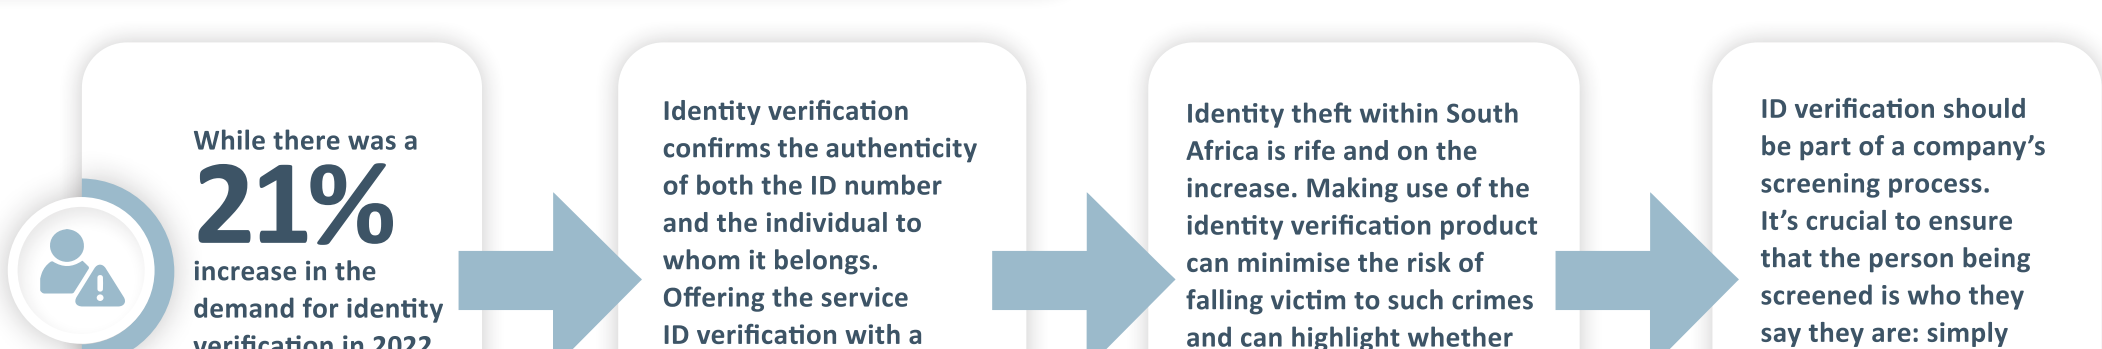 While there was a
21%
increase in the
demand for identity
verification in 2022
Identity verification
confirms the authenticity
of both the ID number
and the individual to
whom it belongs.
Offering the service
ID verification with a
Identity theft within South
Africa is rife and on the
increase. Making use of the
identity verification product
can minimise the risk of
falling victim to such crimes
and can highlight whether
ID verification should
be part of a company's
screening process.
It's crucial to ensure
that the person being
screened is who they
say they are: simply